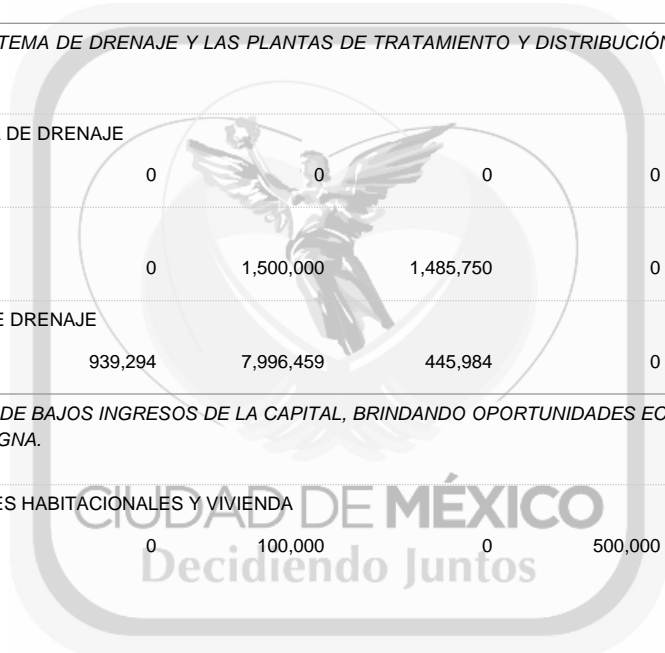 TEMA DE DRENAJE Y LAS PLANTAS DE TRATAMIENTO Y DISTRIBUCIÓN
DE DRENAJE
0 0 0 0
0 1,500,000 1,485,750 0
E DRENAJE
939,294 7,996,459 445,984 0
DE BAJOS INGRESOS DE LA CAPITAL, BRINDANDO OPORTUNIDADES EC
GNA.
ES HABITACIONALES Y VIVIENDA
CIUDAD DE MÉXICO
0 100,000 0 500,000
Decidiendo Juntos